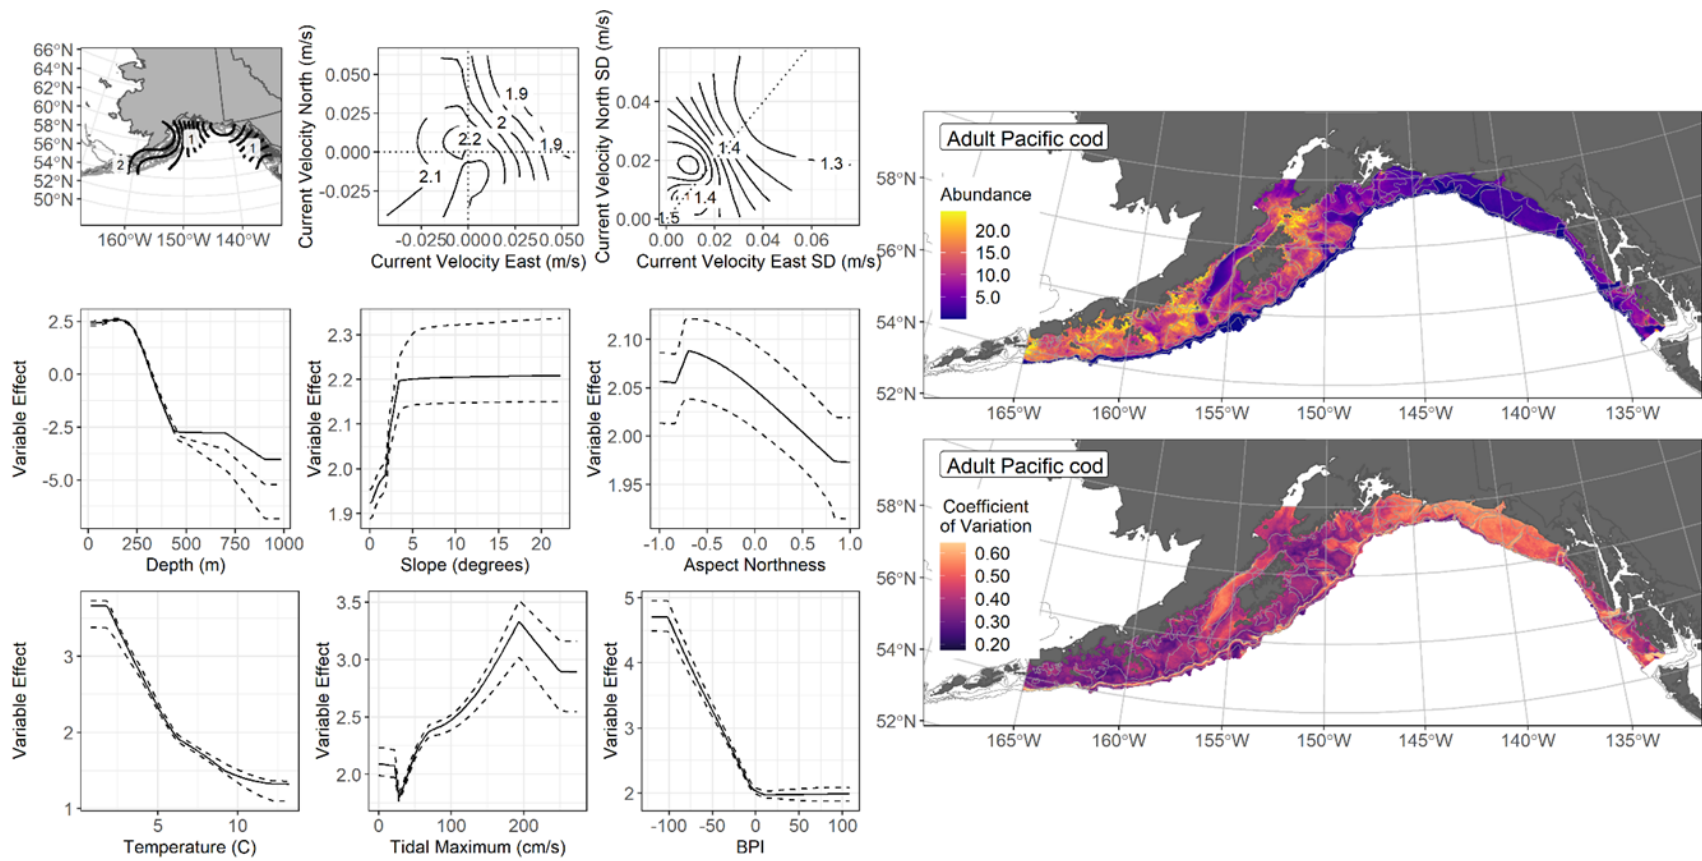 66°N
64°N
62°N
60°N
58°N
56°N
54°N
52°N
50°N
160°W 150°W 140°W
2 1 1
Current Velocity North (m/s)
0.050
0.025
0.000
-0.025
1.9
2
2.2
1.9
2.1
-0.025 0.000 0.025 0.050
Current Velocity East (m/s)
Current Velocity North SD (m/s)
0.04
0.02
0.00
1.4
1.3
1.4
1.5
0.00 0.02 0.04 0.06
Current Velocity East SD (m/s)
Variable Effect
2.5
0.0
-2.5
-5.0
0 250 500 750 1000
Depth (m)
Variable Effect
2.3
2.2
2.1
2.0
1.9
0 5 10 15 20
Slope (degrees)
Variable Effect
2.10
2.05
2.00
1.95
-1.0 -0.5 0.0 0.5 1.0
Aspect Northness
Variable Effect
3
2
1
5 10
Temperature (C)
Variable Effect
3.5
3.0
2.5
2.0
0 100 200
Tidal Maximum (cm/s)
Variable Effect
5
4
3
2
-100 -50 0 50 100
BPI
Adult Pacific cod
Abundance
20.0
15.0
10.0
5.0
58°N
56°N
54°N
52°N
58°N
56°N
54°N
165°W 160°W 155°W 150°W 145°W 140°W 135°W
Adult Pacific cod
Coefficient
of Variation
0.60
0.50
0.40
0.30
0.20
58°N
56°N
54°N
52°N
58°N
56°N
54°N
165°W 160°W 155°W 150°W 145°W 140°W 135°W